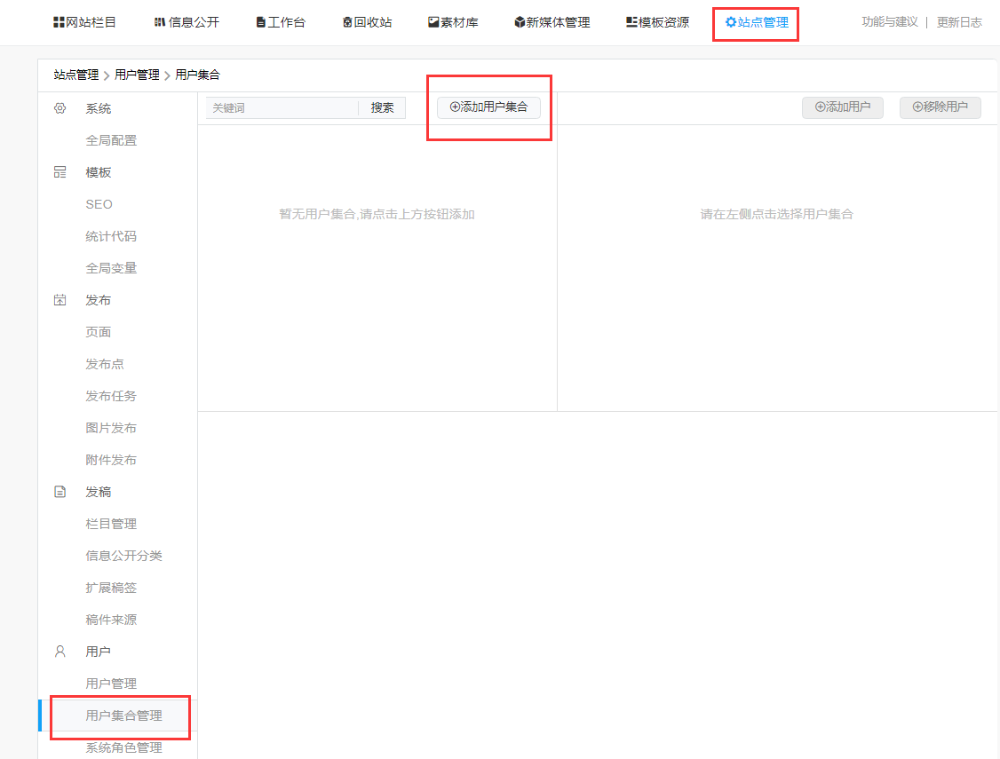 网站栏目 信息公开 工作台 回收站 素材库 新媒体管理 模板资源 站点管理 功能与建议 | 更新日志
站点管理 > 用户管理 > 用户集合
系统
关键词 搜索 添加用户集合 添加用户 移除用户
全局配置
模板
SEO
暂无用户集合,请点击上方按钮添加 请在左侧点击选择用户集合
统计代码
全局变量
发布
页面
发布点
发布任务
图片发布
附件发布
发稿
栏目管理
信息公开分类
扩展稿签
稿件来源
用户
用户管理
用户集合管理
系统角色管理